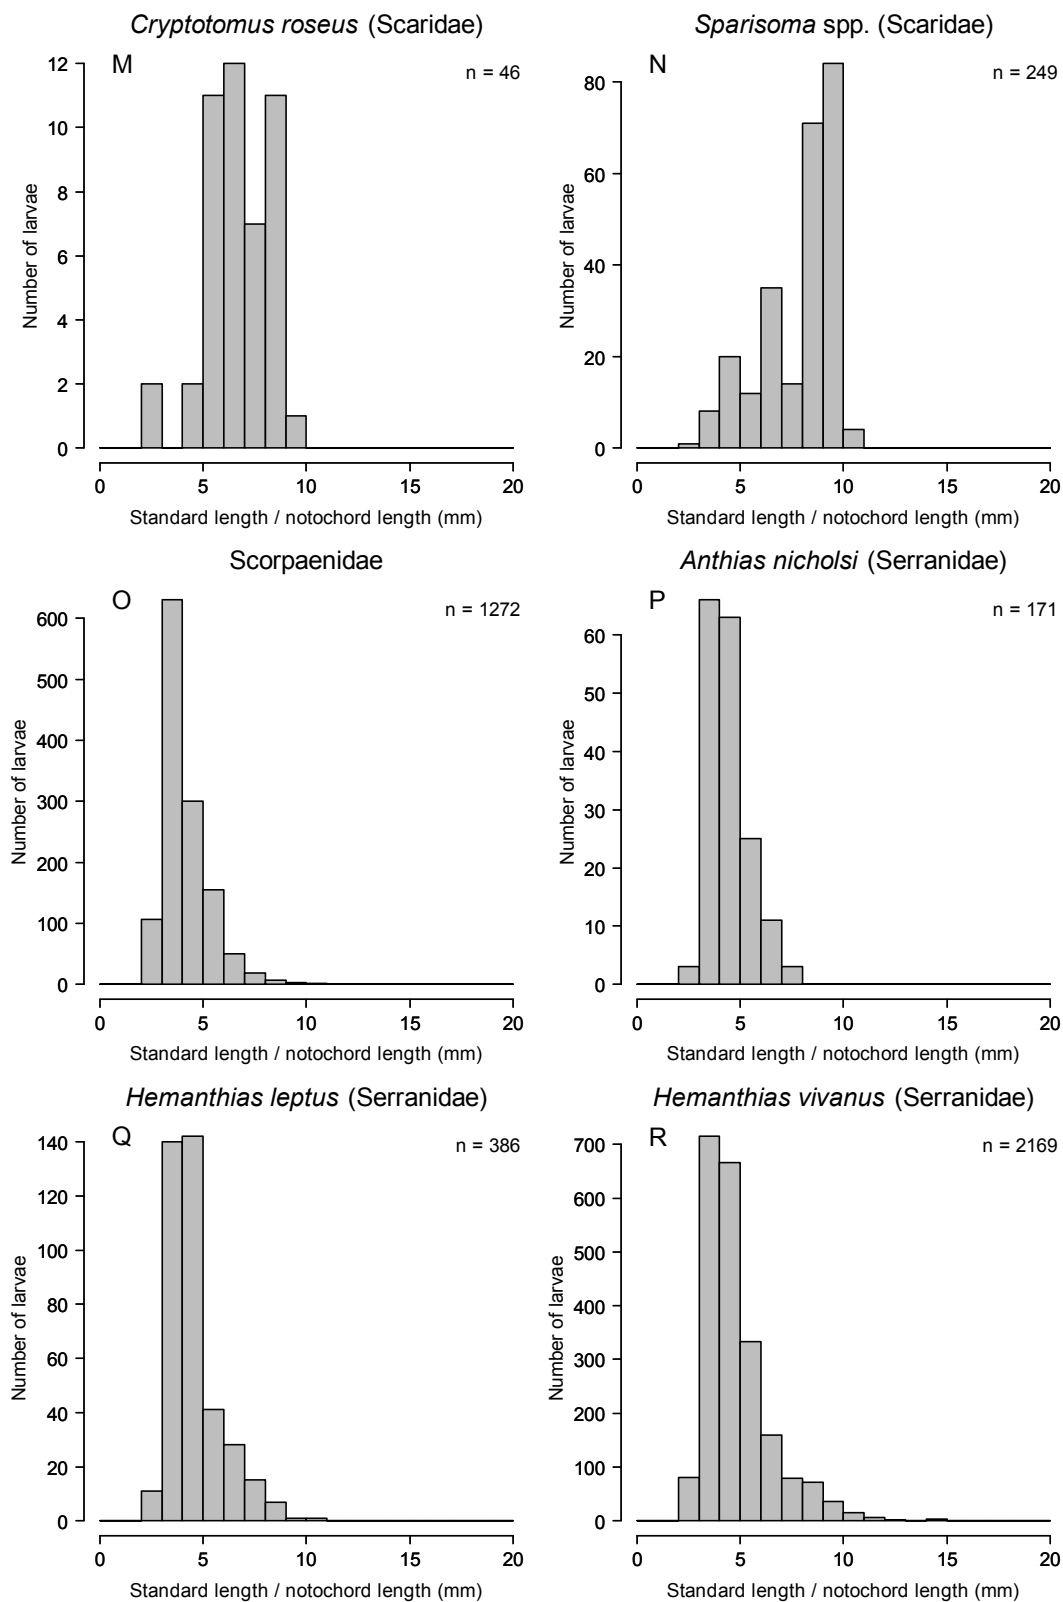 Cryptotomus roseus (Scaridae)
M
n = 46
Number of larvae
12
10
8
6
4
2
0
0 5 10 15 20
Standard length / notochord length (mm)
Sparisoma spp. (Scaridae)
N
n = 249
Number of larvae
80
60
40
20
0
0 5 10 15 20
Standard length / notochord length (mm)
Scorpaenidae
O
n = 1272
Number of larvae
600
500
400
300
200
100
0
0 5 10 15 20
Standard length / notochord length (mm)
Anthias nicholsi (Serranidae)
P
n = 171
Number of larvae
60
50
40
30
20
10
0
0 5 10 15 20
Standard length / notochord length (mm)
Hemanthias leptus (Serranidae)
Q
n = 386
Number of larvae
140
120
100
80
60
40
20
0
0 5 10 15 20
Standard length / notochord length (mm)
Hemanthias vivanus (Serranidae)
R
n = 2169
Number of larvae
700
600
500
400
300
200
100
0
0 5 10 15 20
Standard length / notochord length (mm)